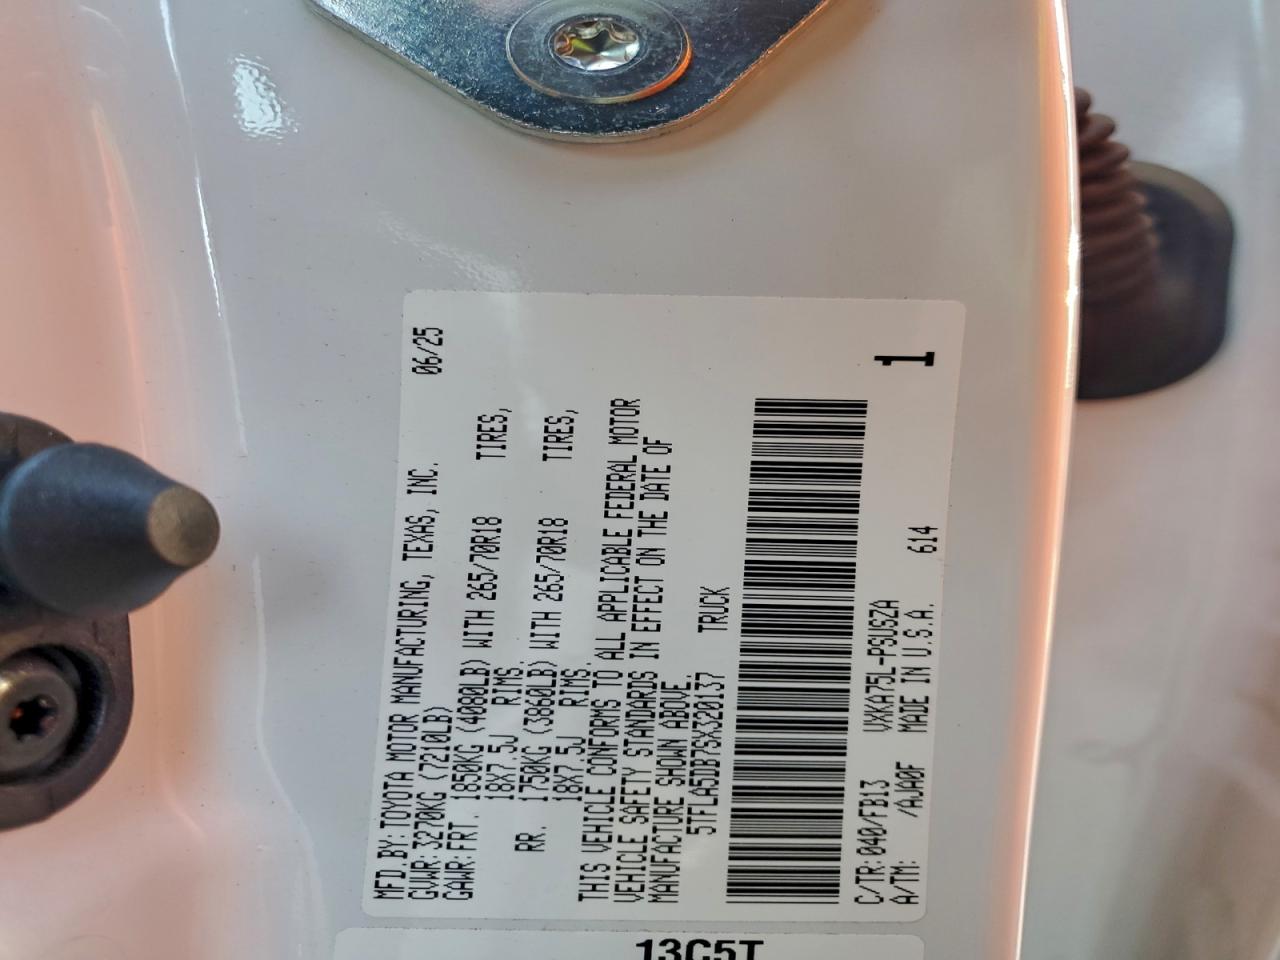 MFD.BY:TOYOTA MOTOR MANUFACTURING, TEXAS, INC. 06/25
GVWR:3270KG (7210LB)
GAWR:FRT. 1850KG (4080LB) WITH 265/70R18 TIRES,
18X7.5J RIMS.
RR. 1750KG (3860LB) WITH 265/70R18 TIRES,
18X7.5J RIMS.
THIS VEHICLE CONFORMS TO ALL APPLICABLE FEDERAL MOTOR
VEHICLE SAFETY STANDARDS IN EFFECT ON THE DATE OF
MANUFACTURE SHOWN ABOVE.
5TFLA5DB7SX320137 TRUCK
C/TR:040/FB13 VXKA75L-PSUSZA
A/TM: /AJA0F MADE IN U.S.A. 614
1
13C5T